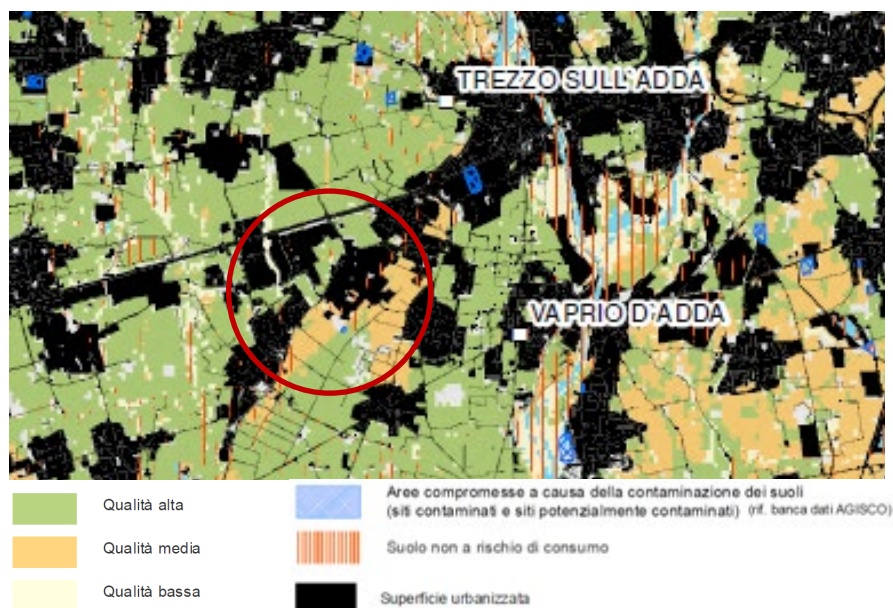 TREZZO SULL'ADDA
VAPRIO D'ADDA
Qualità alta
Qualità media
Qualità bassa
Aree compromesse a causa della contaminazione dei suoli
(siti contaminati e siti potenzialmente contaminati) (rif. banca dati AGISCO)
Suolo non a rischio di consumo
Superficie urbanizzata